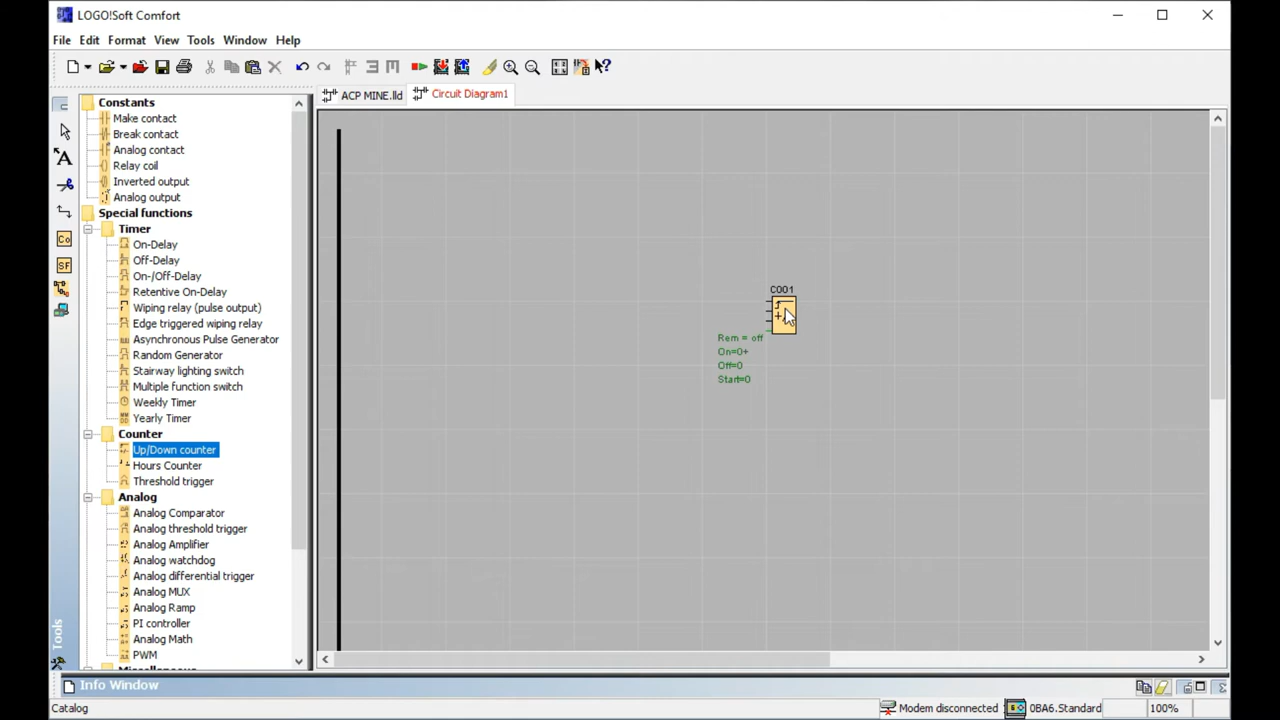 LOGO!Soft Comfort
File Edit Format View Tools Window Help
ACP MINE.lld Circuit Diagram1
Constants
Make contact
Break contact
Analog contact
Relay coil
Inverted output
Analog output
Special functions
Timer
On-Delay
Off-Delay
On-/Off-Delay
Retentive On-Delay
Wiping relay (pulse output)
Edge triggered wiping relay
Asynchronous Pulse Generator
Random Generator
Stairway lighting switch
Multiple function switch
Weekly Timer
Yearly Timer
Counter
Up/Down counter
Hours Counter
Threshold trigger
Analog
Analog Comparator
Analog threshold trigger
Analog Amplifier
Analog watchdog
Analog differential trigger
Analog MUX
Analog Ramp
PI controller
Analog Math
PWM
Co
SF
Tools
C001
Rem = off
On=0+
Off=0
Start=0
Info Window
Catalog
Modem disconnected
0BA6.Standard
100%